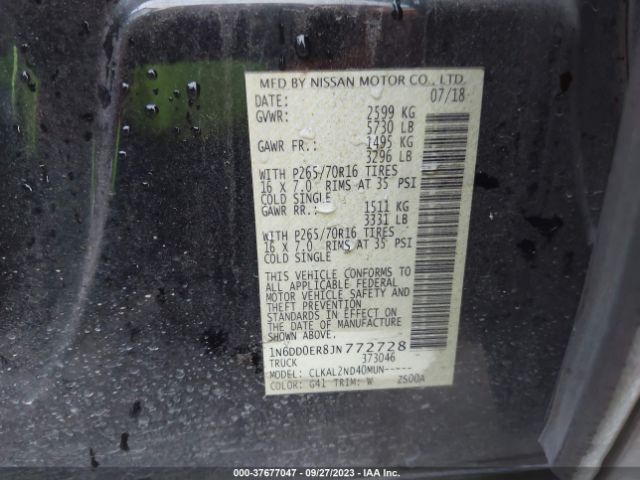 MFD BY NISSAN MOTOR CO., LTD.
DATE: 07/18
GVWR: 2599 KG
5730 LB
GAWR FR.: 1495 KG
3296 LB
WITH P265/70R16 TIRES
16 X 7.0 RIMS AT 35 PSI
COLD SINGLE
GAWR RR.: 1511 KG
3331 LB
WITH P265/70R16 TIRES
16 X 7.0 RIMS AT 35 PSI
COLD SINGLE
THIS VEHICLE CONFORMS TO
ALL APPLICABLE FEDERAL
MOTOR VEHICLE SAFETY AND
THEFT PREVENTION
STANDARDS IN EFFECT ON
THE DATE OF MANUFACTURE
SHOWN ABOVE.
1N6DD0ER8JN772728
TRUCK 373046
MODEL: CLKAL2ND40MUN-----
COLOR: G41 TRIM: W 2S00A
000-37677047 / 09/27/2023 - IAA Inc.